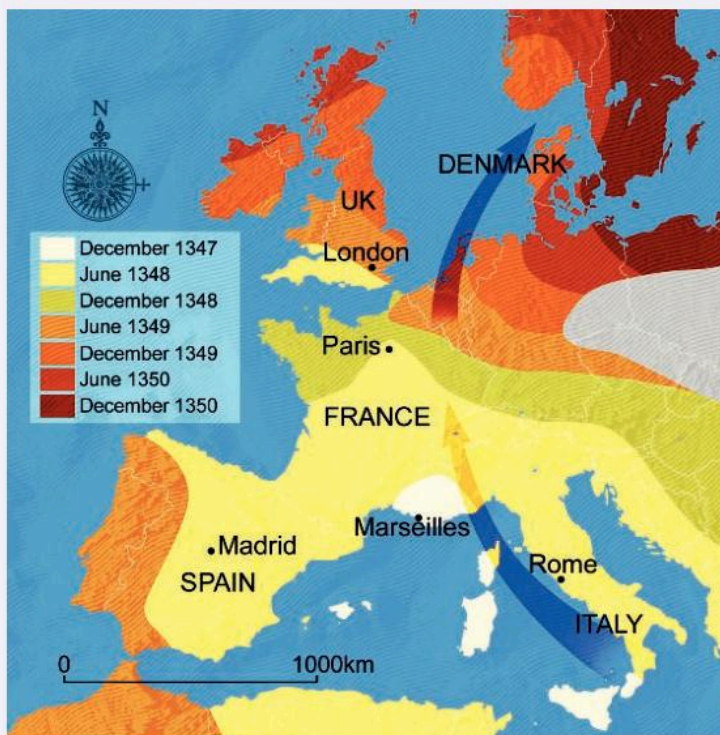 N
DENMARK
UK
London
December 1347
June 1348
December 1348
June 1349
December 1349
June 1350
December 1350
Paris
FRANCE
Marseilles
Madrid
SPAIN
Rome
ITALY
0 1000km